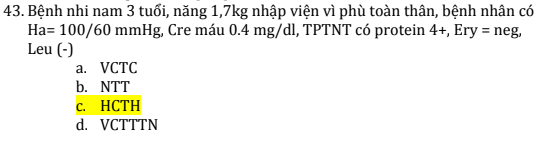 43. Bệnh nhi nam 3 tuổi, năng 1,7kg nhập viện vì phù toàn thân, bệnh nhân có
Ha= 100/60 mmHg, Cre máu 0.4 mg/dl, TPTNT có protein 4+, Ery = neg,
Leu (-)
a. VCTC
b. NTT
c. HCTH
d. VCTTTN